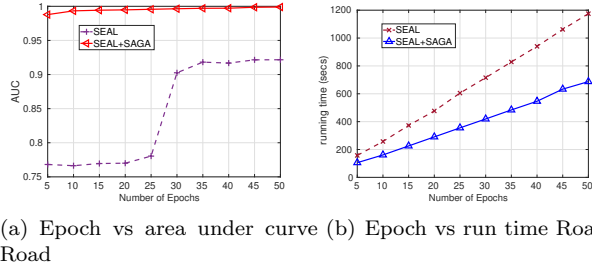 1
0.95
0.9
0.85
0.8
0.75
AUC
SEAL
SEAL+SAGA
5 10 15 20 25 30 35 40 45 50
Number of Epochs
1200
1000
800
600
400
200
0
running time (secs)
SEAL
SEAL+SAGA
5 10 15 20 25 30 35 40 45 50
Number of Epochs
(a) Epoch vs area under curve (b) Epoch vs run time Roa
Road